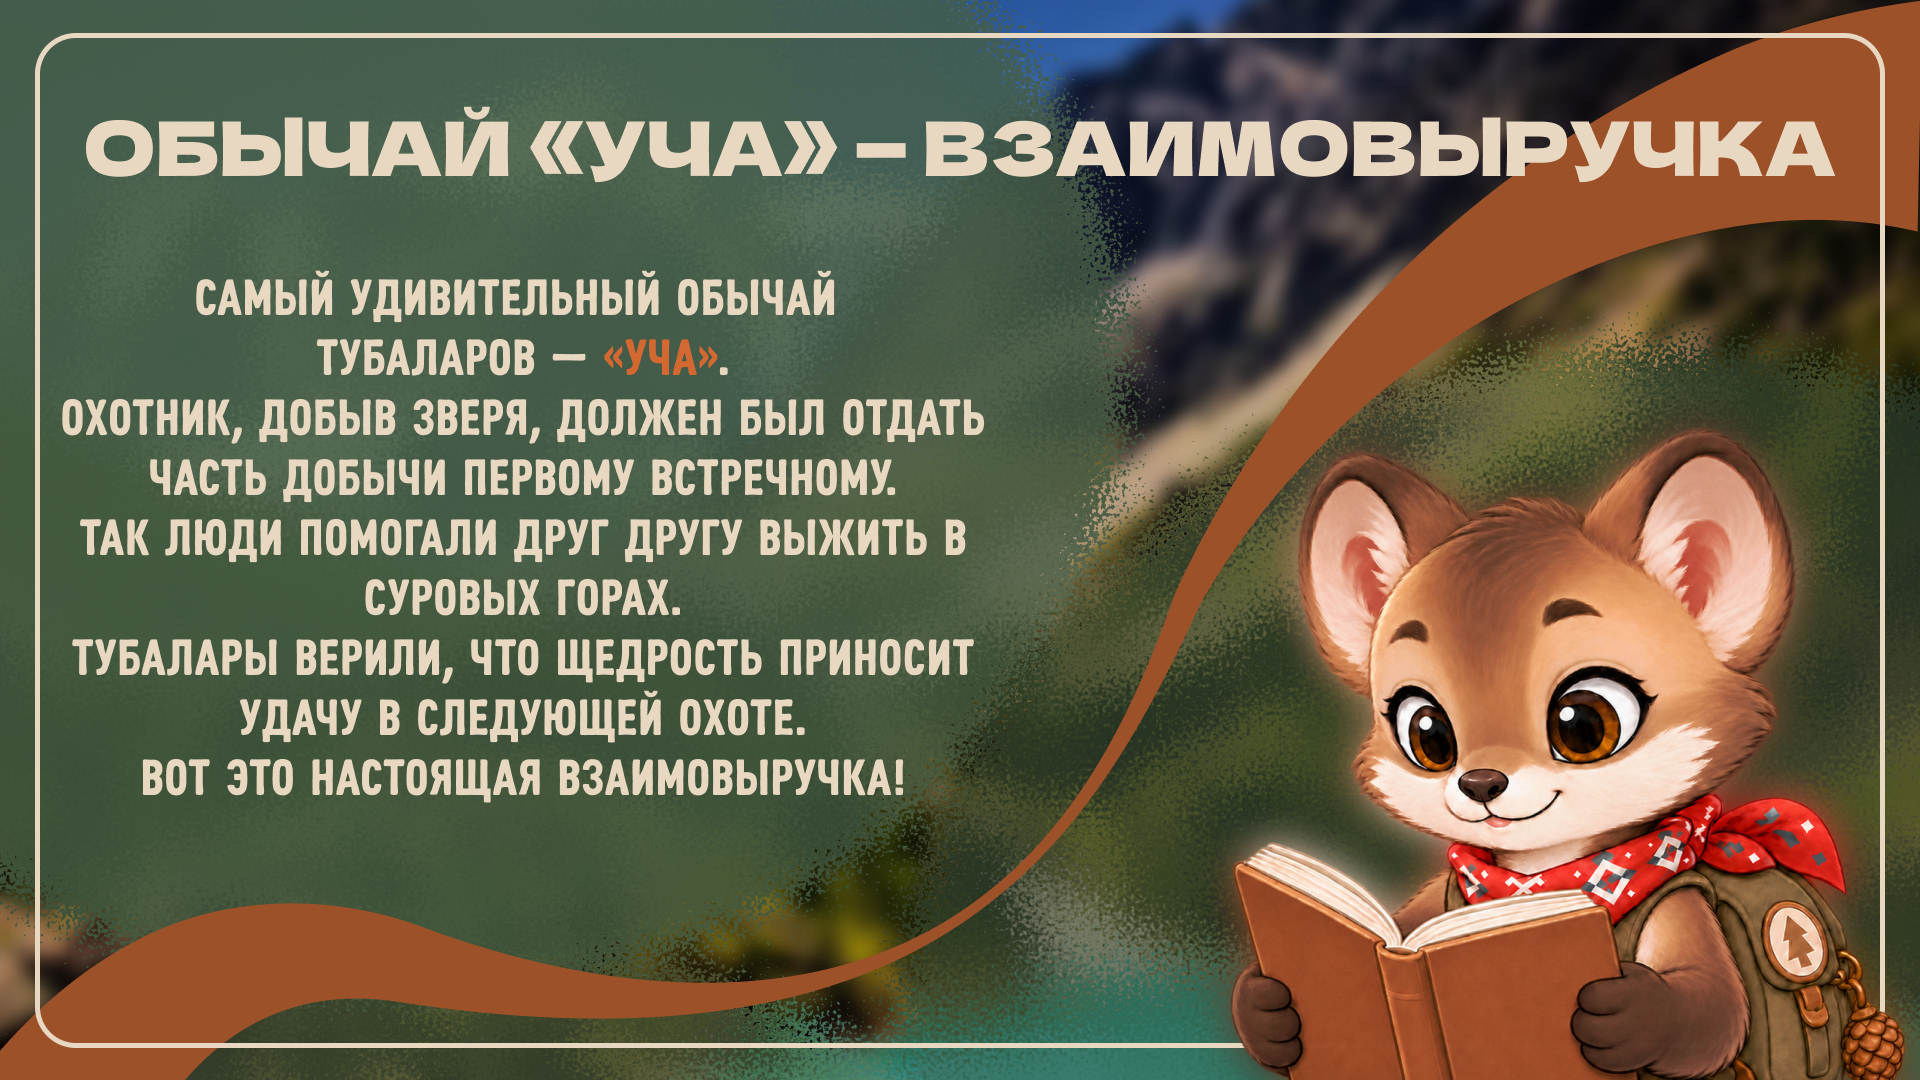 ОБЫЧАЙ «УЧА» – ВЗАИМОВЫРУЧКА
САМЫЙ УДИВИТЕЛЬНЫЙ ОБЫЧАЙ
ТУБАЛАРОВ — «УЧА».
ОХОТНИК, ДОБЫВ ЗВЕРЯ, ДОЛЖЕН БЫЛ ОТДАТЬ
ЧАСТЬ ДОБЫЧИ ПЕРВОМУ ВСТРЕЧНОМУ.
ТАК ЛЮДИ ПОМОГАЛИ ДРУГ ДРУГУ ВЫЖИТЬ В
СУРОВЫХ ГОРАХ.
ТУБАЛАРЫ ВЕРИЛИ, ЧТО ЩЕДРОСТЬ ПРИНОСИТ
УДАЧУ В СЛЕДУЮЩЕЙ ОХОТЕ.
ВОТ ЭТО НАСТОЯЩАЯ ВЗАИМОВЫРУЧКА!